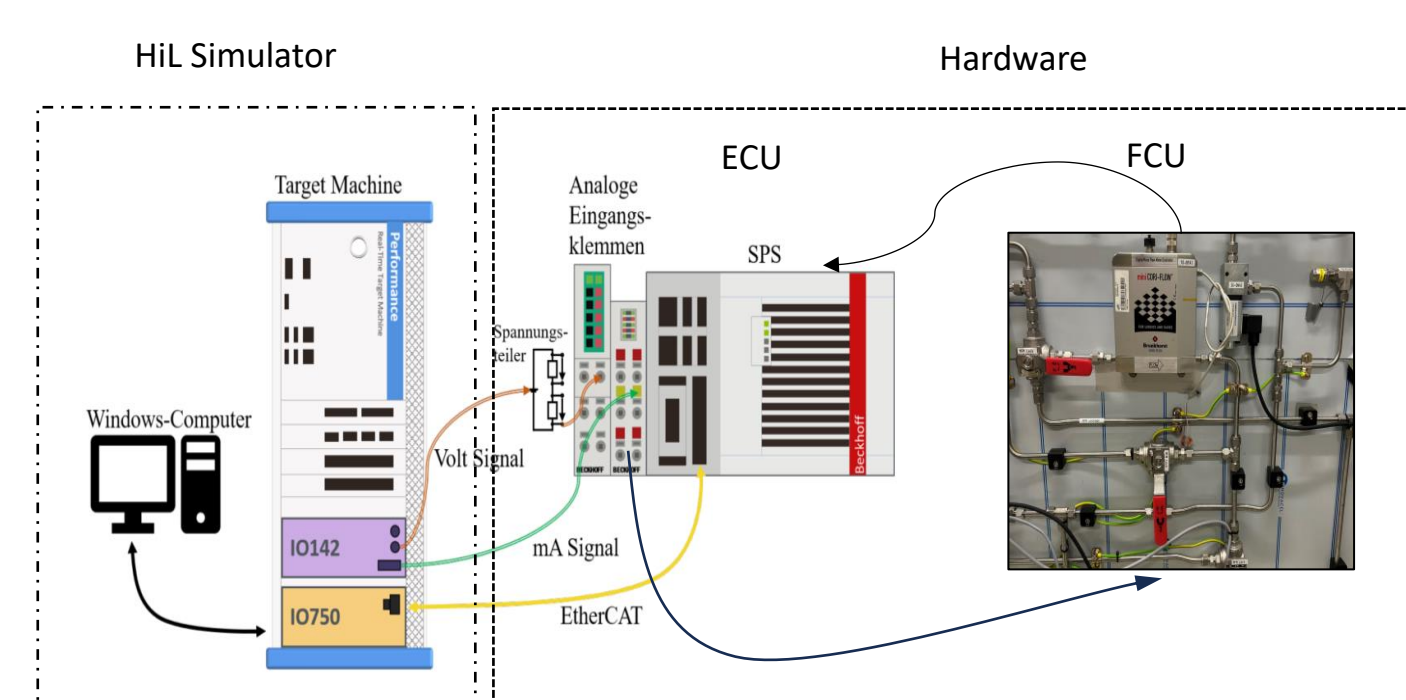 HiL Simulator
Hardware
ECU
FCU
Target Machine
Performance
Real-Time Target Machine
Windows-Computer
IO142
IO750
Volt Signal
mA Signal
EtherCAT
Spannungs-
teiler
Analoge
Eingangs-
klemmen
SPS
BECKHOFF
BECKHOFF
Beckhoff
mini CORI-FLOW
Bronkhorst